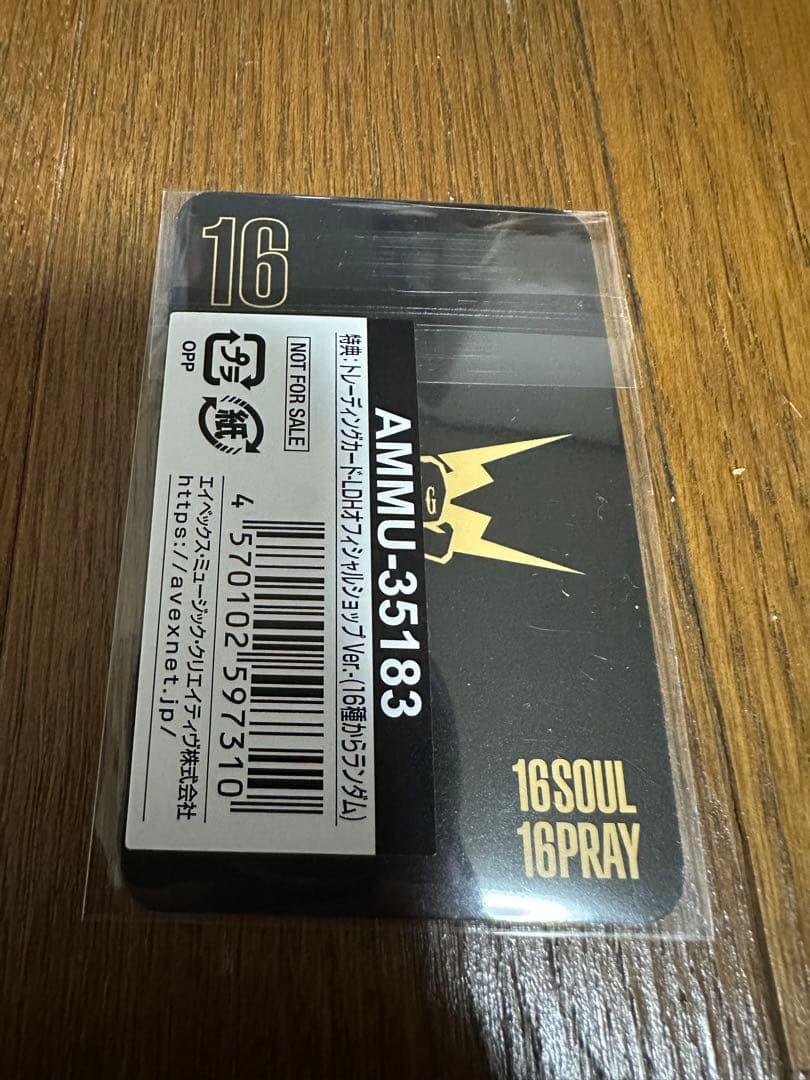 16
AMMU-35183
特典:トレーディングカード-LDHオフィシャルショップ Ver.-(16種からランダム)
NOT FOR SALE
プラ
OPP
紙
4 570102 597310
エイベックス・ミュージック・クリエイティヴ株式会社
https://avexnet.jp/
16SOUL
16PRAY